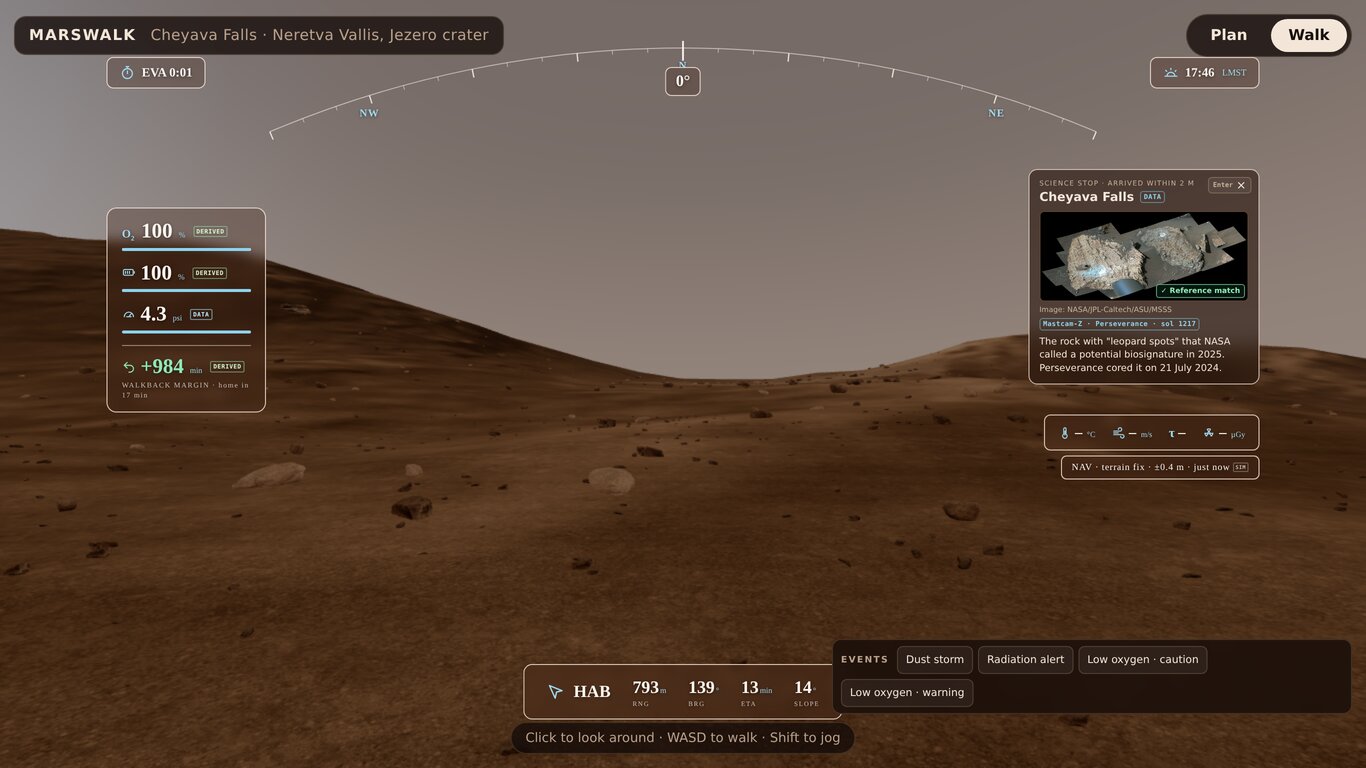 MARSWALK Cheyava Falls · Neretva Vallis, Jezero crater
Plan Walk
EVA 0:01
N
0°
17:46 LMST
NW
NE
O₂ 100 % DERIVED
100 % DERIVED
4.3 psi DATA
+984 min DERIVED
WALKBACK MARGIN · home in
17 min
SCIENCE STOP · ARRIVED WITHIN 2 M
Enter ✕
Cheyava Falls DATA
✓ Reference match
Image: NASA/JPL-Caltech/ASU/MSSS
Mastcam-Z · Perseverance · sol 1217
The rock with "leopard spots" that NASA
called a potential biosignature in 2025.
Perseverance cored it on 21 July 2024.
— °C — m/s τ — — µGy
NAV · terrain fix · ±0.4 m · just now SIM
HAB 793 m 139° 13 min 14°
RNG BRG ETA SLOPE
EVENTS Dust storm Radiation alert Low oxygen · caution
Low oxygen · warning
Click to look around · WASD to walk · Shift to jog